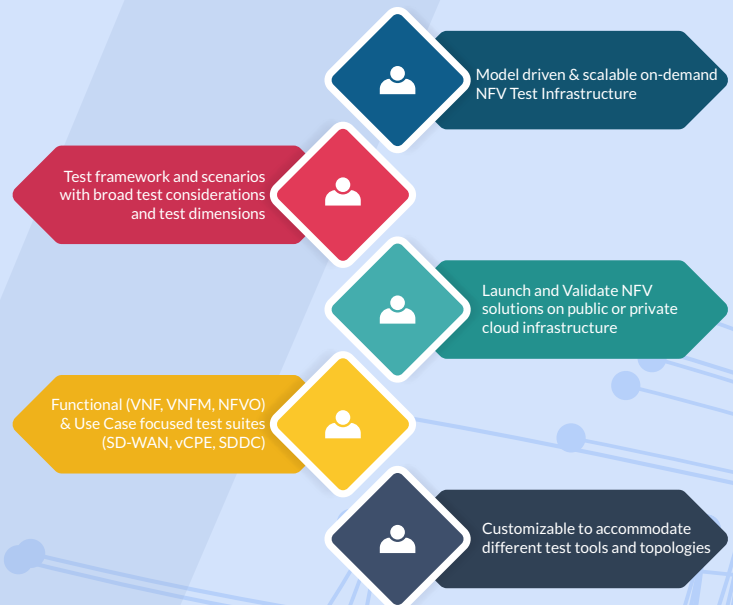 Model driven & scalable on-demand
NFV Test Infrastructure
Test framework and scenarios
with broad test considerations
and test dimensions
Launch and Validate NFV
solutions on public or private
cloud infrastructure
Functional (VNF, VNFM, NFVO)
& Use Case focused test suites
(SD-WAN, vCPE, SDDC)
Customizable to accommodate
different test tools and topologies